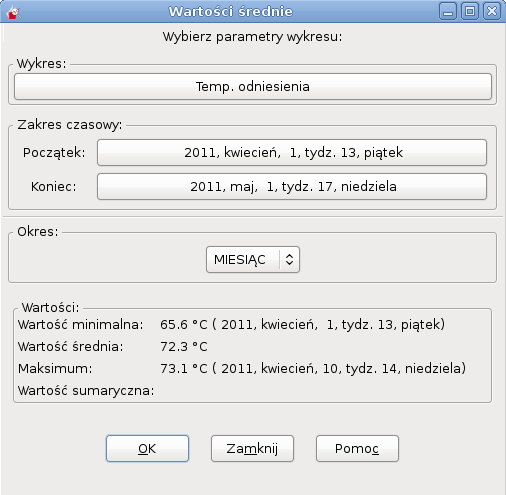 Wartości średnie
Wybierz parametry wykresu:
Wykres:
Temp. odniesienia
Zakres czasowy:
Początek: 2011, kwiecień,  1, tydz. 13, piątek
Koniec: 2011, maj,  1, tydz. 17, niedziela
Okres:
MIESIĄC
Wartości:
Wartość minimalna: 65.6 °C ( 2011, kwiecień,  1, tydz. 13, piątek)
Wartość średnia: 72.3 °C
Maksimum: 73.1 °C ( 2011, kwiecień, 10, tydz. 14, niedziela)
Wartość sumaryczna:
OK Zamknij Pomoc